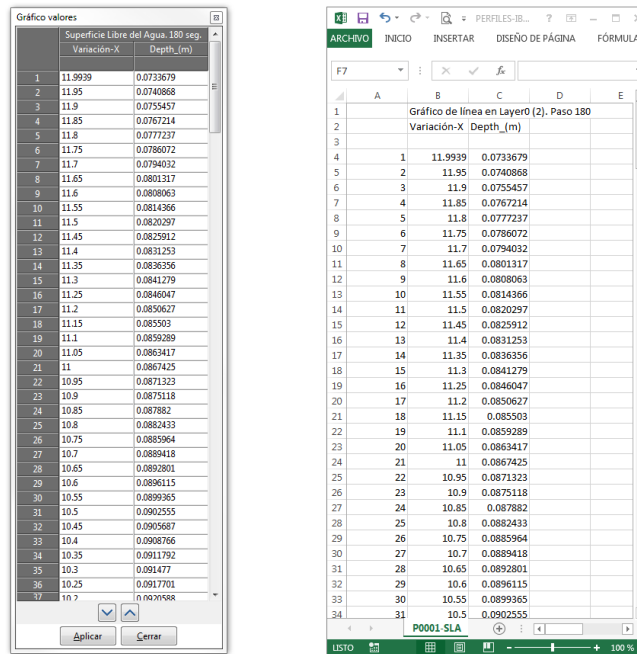 Gráfico valores
Superficie Libre del Agua. 180 seg.
Variación-X Depth_(m)
1 11.9939 0.0733679
2 11.95 0.0740868
3 11.9 0.0755457
4 11.85 0.0767214
5 11.8 0.0777237
6 11.75 0.0786072
7 11.7 0.0794032
8 11.65 0.0801317
9 11.6 0.0808063
10 11.55 0.0814366
11 11.5 0.0820297
12 11.45 0.0825912
13 11.4 0.0831253
14 11.35 0.0836356
15 11.3 0.0841279
16 11.25 0.0846047
17 11.2 0.0850627
18 11.15 0.085503
19 11.1 0.0859289
20 11.05 0.0863417
21 11 0.0867425
22 10.95 0.0871323
23 10.9 0.0875118
24 10.85 0.087882
25 10.8 0.0882433
26 10.75 0.0885964
27 10.7 0.0889418
28 10.65 0.0892801
29 10.6 0.0896115
30 10.55 0.0899365
31 10.5 0.0902555
32 10.45 0.0905687
33 10.4 0.0908766
34 10.35 0.0911792
35 10.3 0.091477
36 10.25 0.0917701
37 10.2 0.0920588
Aplicar Cerrar
PERFILES-IB... ?
ARCHIVO INICIO INSERTAR DISEÑO DE PÁGINA FÓRMULA
F7 fx
A B C D E
1 Gráfico de línea en Layer0 (2). Paso 180
2 Variación-X Depth_(m)
3
4 1 11.9939 0.0733679
5 2 11.95 0.0740868
6 3 11.9 0.0755457
7 4 11.85 0.0767214
8 5 11.8 0.0777237
9 6 11.75 0.0786072
10 7 11.7 0.0794032
11 8 11.65 0.0801317
12 9 11.6 0.0808063
13 10 11.55 0.0814366
14 11 11.5 0.0820297
15 12 11.45 0.0825912
16 13 11.4 0.0831253
17 14 11.35 0.0836356
18 15 11.3 0.0841279
19 16 11.25 0.0846047
20 17 11.2 0.0850627
21 18 11.15 0.085503
22 19 11.1 0.0859289
23 20 11.05 0.0863417
24 21 11 0.0867425
25 22 10.95 0.0871323
26 23 10.9 0.0875118
27 24 10.85 0.087882
28 25 10.8 0.0882433
29 26 10.75 0.0885964
30 27 10.7 0.0889418
31 28 10.65 0.0892801
32 29 10.6 0.0896115
33 30 10.55 0.0899365
34 31 10.5 0.0902555
P0001-SLA
LISTO 100 %